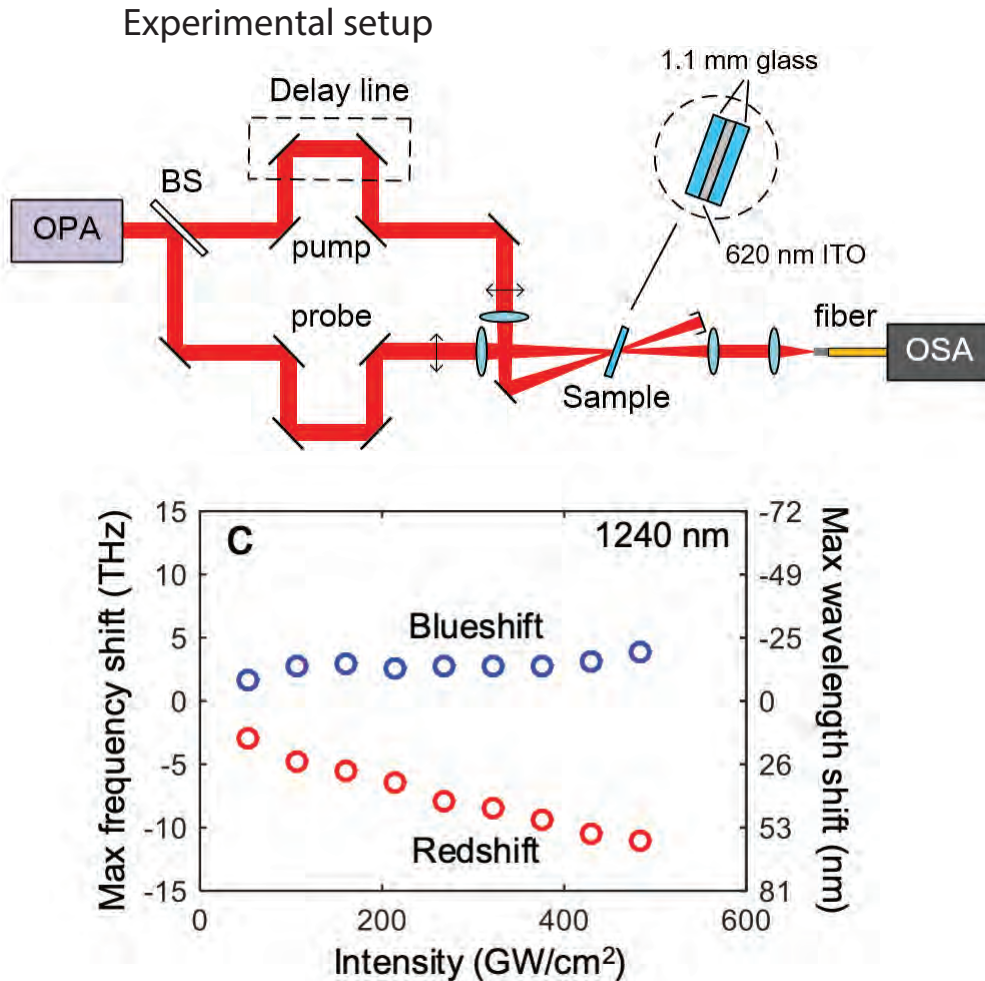 Experimental setup
1.1 mm glass
Delay line
BS
OPA
pump
620 nm ITO
probe
fiber
OSA
Sample
C
1240 nm
Blueshift
Redshift
Max frequency shift (THz)
15
10
5
0
-5
-10
-15
-72
-49
-25
0
26
53
81
Max wavelength shift (nm)
0
200
400
600
Intensity (GW/cm²)